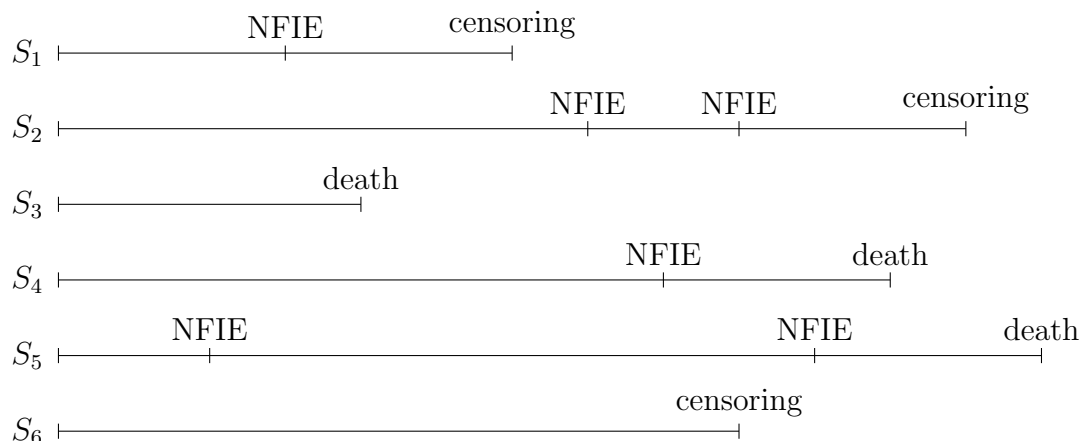 NFIE censoring
S₁
NFIE NFIE censoring
S₂
death
S₃
NFIE death
S₄
NFIE NFIE death
S₅
censoring
S₆